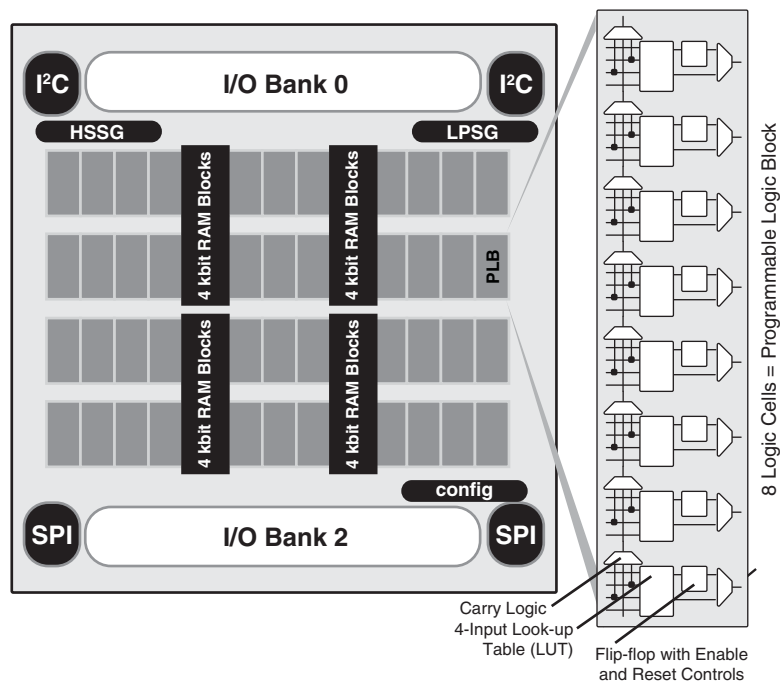 I²C
I/O Bank 0
I²C
HSSG
LPSG
4 kbit RAM Blocks
4 kbit RAM Blocks
PLB
4 kbit RAM Blocks
4 kbit RAM Blocks
config
SPI
I/O Bank 2
SPI
8 Logic Cells = Programmable Logic Block
Carry Logic
4-Input Look-up
Table (LUT)
Flip-flop with Enable
and Reset Controls